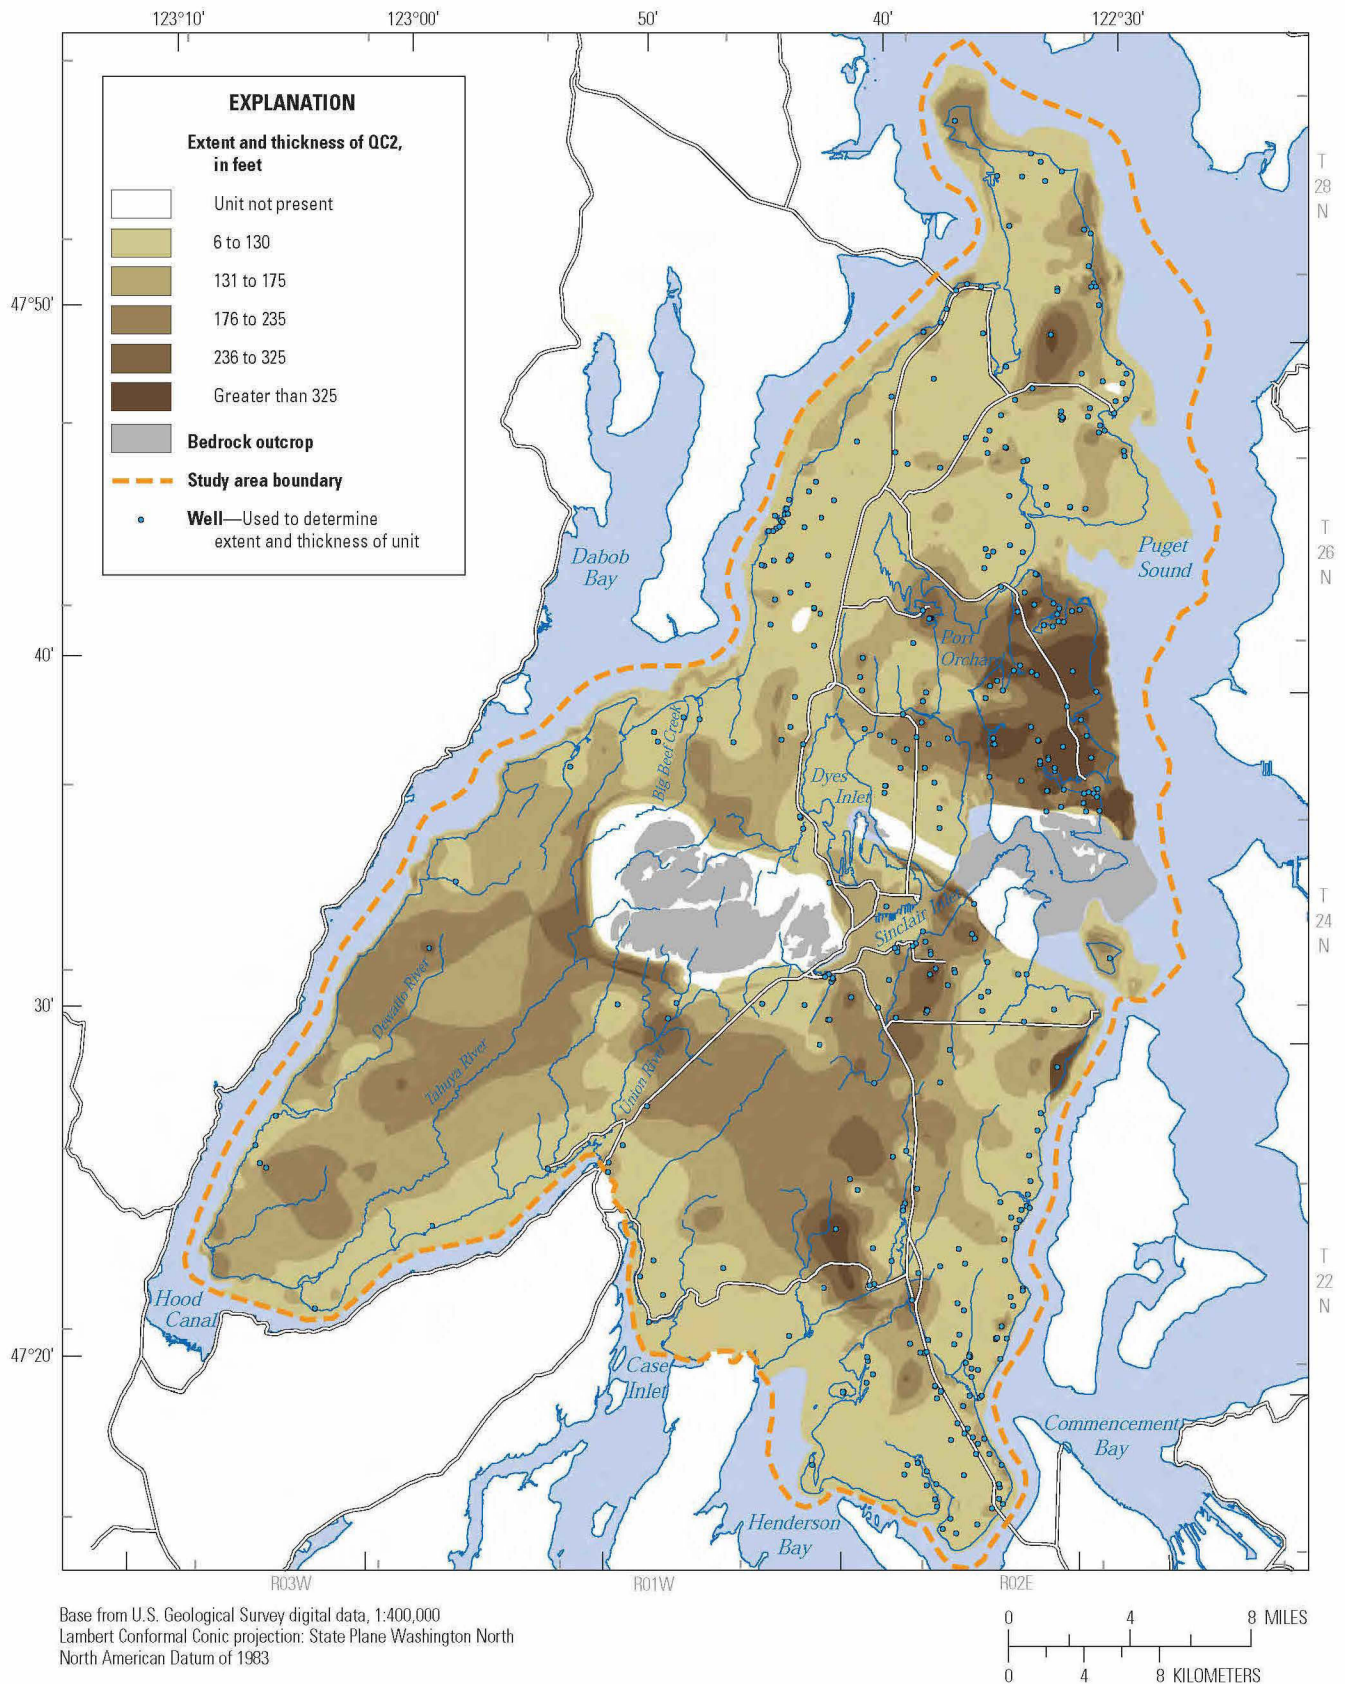 123°10'
123°00'
50'
40'
122°30'
EXPLANATION
Extent and thickness of QC2,
in feet
Unit not present
6 to 130
131 to 175
176 to 235
236 to 325
Greater than 325
Bedrock outcrop
Study area boundary
Well—Used to determine
extent and thickness of unit
T
28
N
47°50'
Dabob
Bay
Puget
Sound
T
26
N
40'
Port
Orchard
Big Beef Creek
Dyes
Inlet
Sinclair Inlet
T
24
N
Dewatto River
30'
Tahuya River
Union River
T
22
N
Hood
Canal
47°20'
Case
Inlet
Commencement
Bay
Henderson
Bay
R03W
R01W
R02E
Base from U.S. Geological Survey digital data, 1:400,000
Lambert Conformal Conic projection: State Plane Washington North
North American Datum of 1983
0 4 8 MILES
0 4 8 KILOMETERS